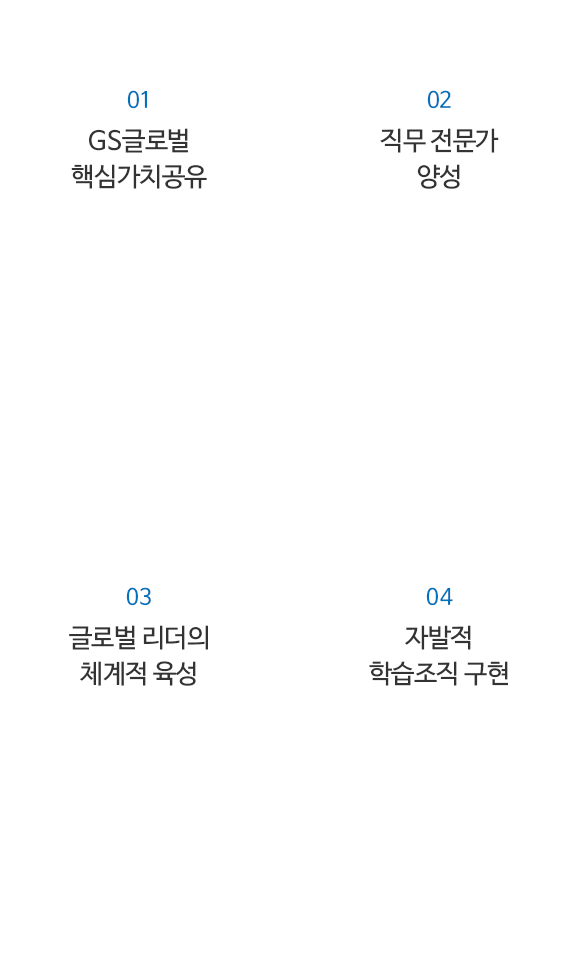 01
GS글로벌
핵심가치공유
02
직무 전문가
양성
03
글로벌 리더의
체계적 육성
04
자발적
학습조직 구현